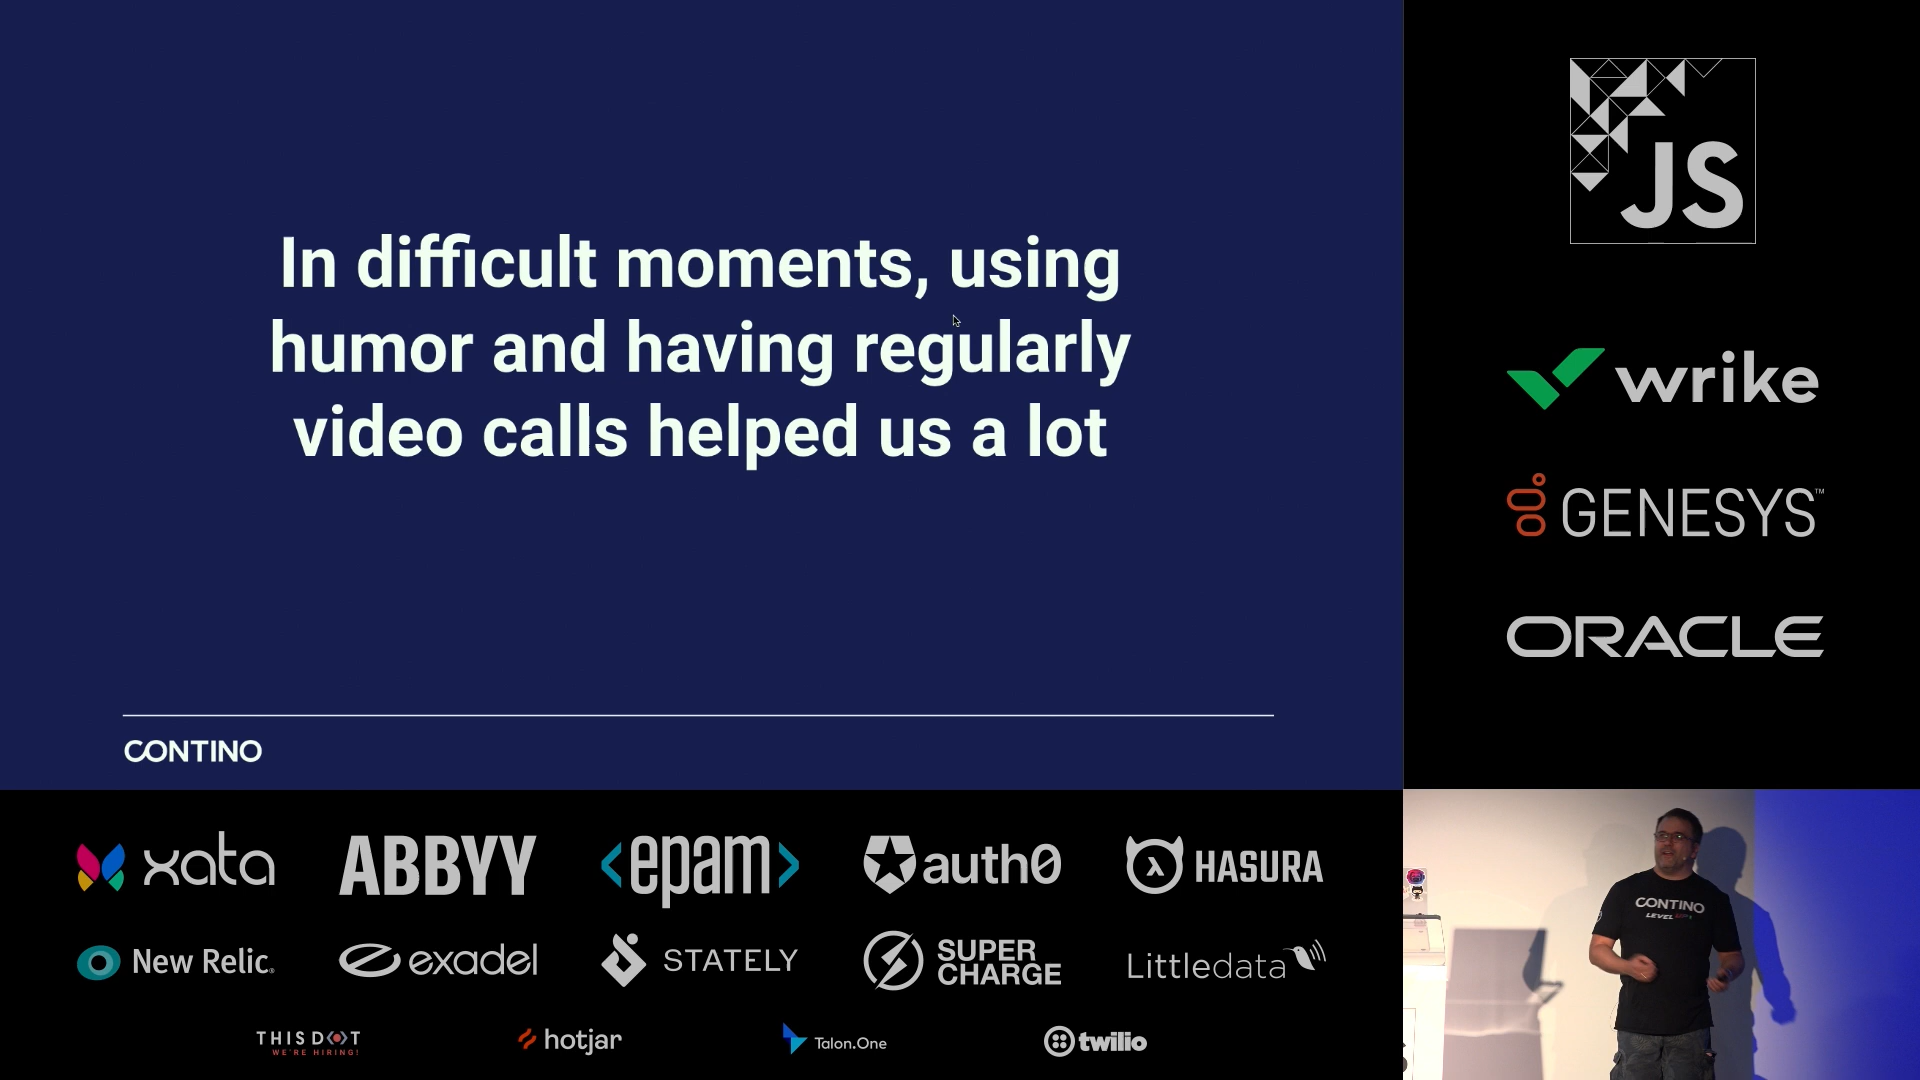 In difficult moments, using
humor and having regularly
video calls helped us a lot
CONTINO
JS
wrike
GENESYS™
ORACLE
xata
ABBYY
<epam>
auth0
HASURA
New Relic®
exadel
STATELY
SUPER
CHARGE
Littledata
THIS DOT
WE'RE HIRING!
hotjar
Talon.One
twilio
CONTINO
LEVEL